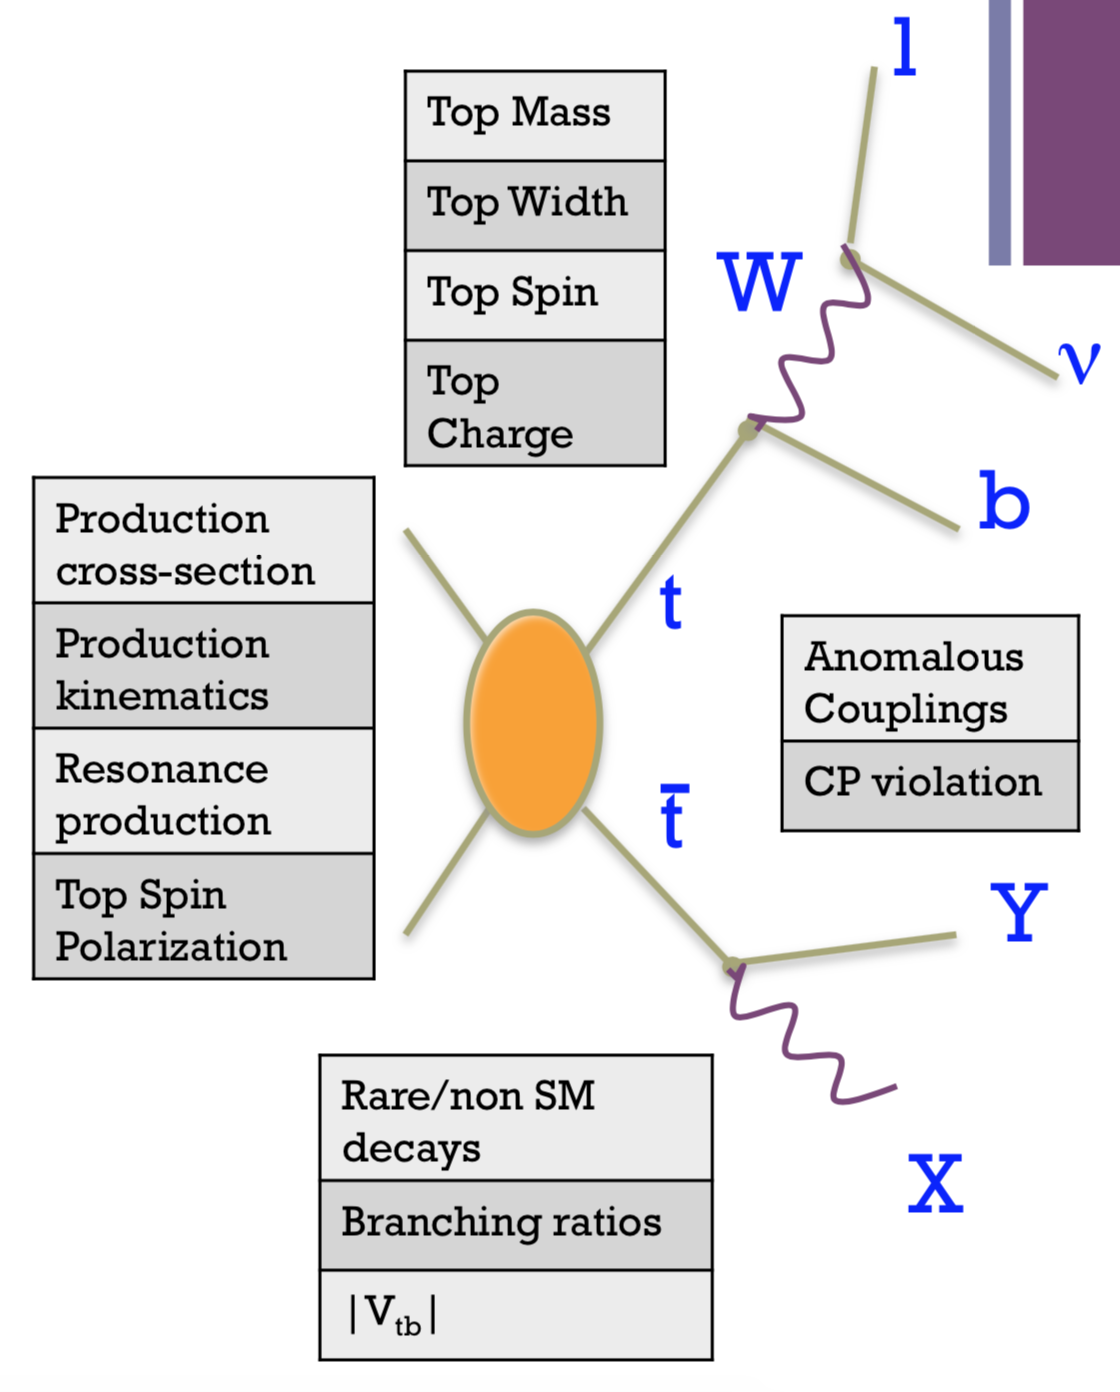 l
Top Mass
Top Width
W
Top Spin
ν
Top
Charge
b
Production
cross-section
t
Production
kinematics
Anomalous
Couplings
Resonance
production
CP violation
t̅
Top Spin
Polarization
Y
Rare/non SM
decays
X
Branching ratios
|V_tb|